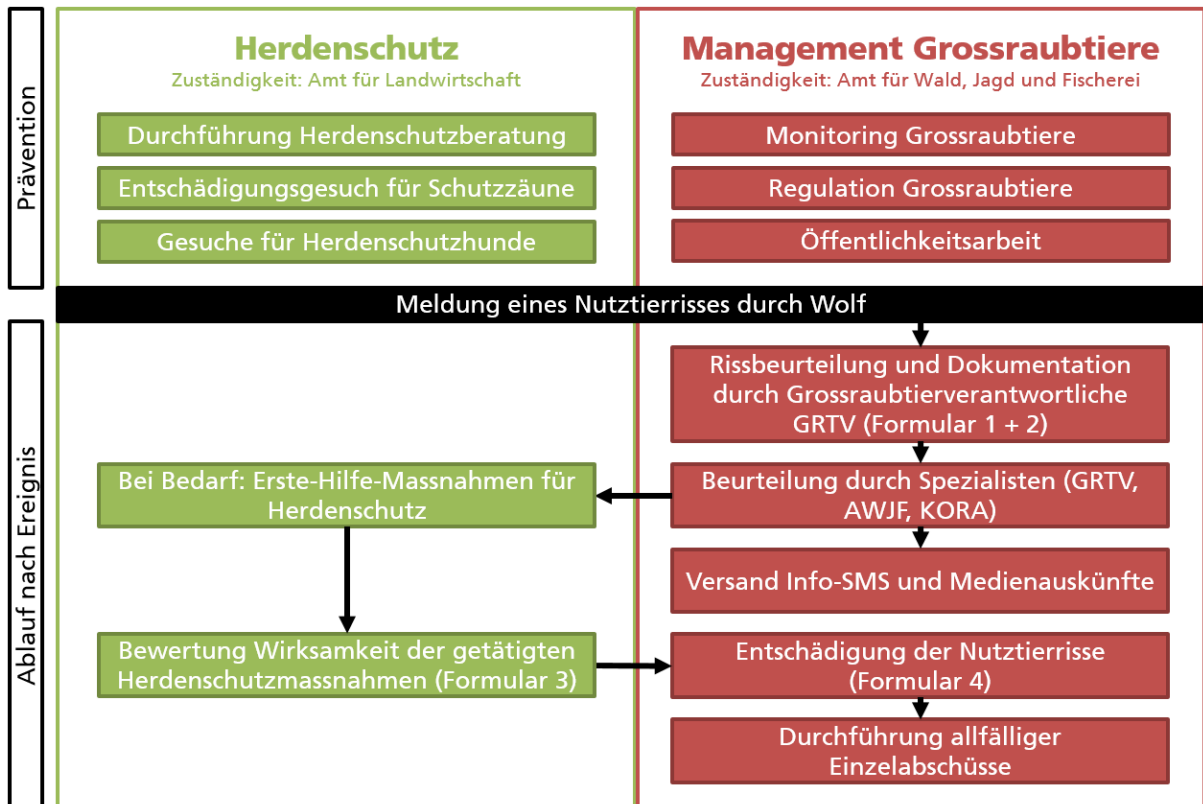 Prävention
Herdenschutz
Zuständigkeit: Amt für Landwirtschaft
Durchführung Herdenschutzberatung
Entschädigungsgesuch für Schutzzäune
Gesuche für Herdenschutzhunde
Management Grossraubtiere
Zuständigkeit: Amt für Wald, Jagd und Fischerei
Monitoring Grossraubtiere
Regulation Grossraubtiere
Öffentlichkeitsarbeit
Meldung eines Nutztierrisses durch Wolf
Ablauf nach Ereignis
Rissbeurteilung und Dokumentation
durch Grossraubtierverantwortliche
GRTV (Formular 1 + 2)
Beurteilung durch Spezialisten (GRTV,
AWJF, KORA)
Bei Bedarf: Erste-Hilfe-Massnahmen für
Herdenschutz
Versand Info-SMS und Medienauskünfte
Bewertung Wirksamkeit der getätigten
Herdenschutzmassnahmen (Formular 3)
Entschädigung der Nutztierrisse
(Formular 4)
Durchführung allfälliger
Einzelabschüsse